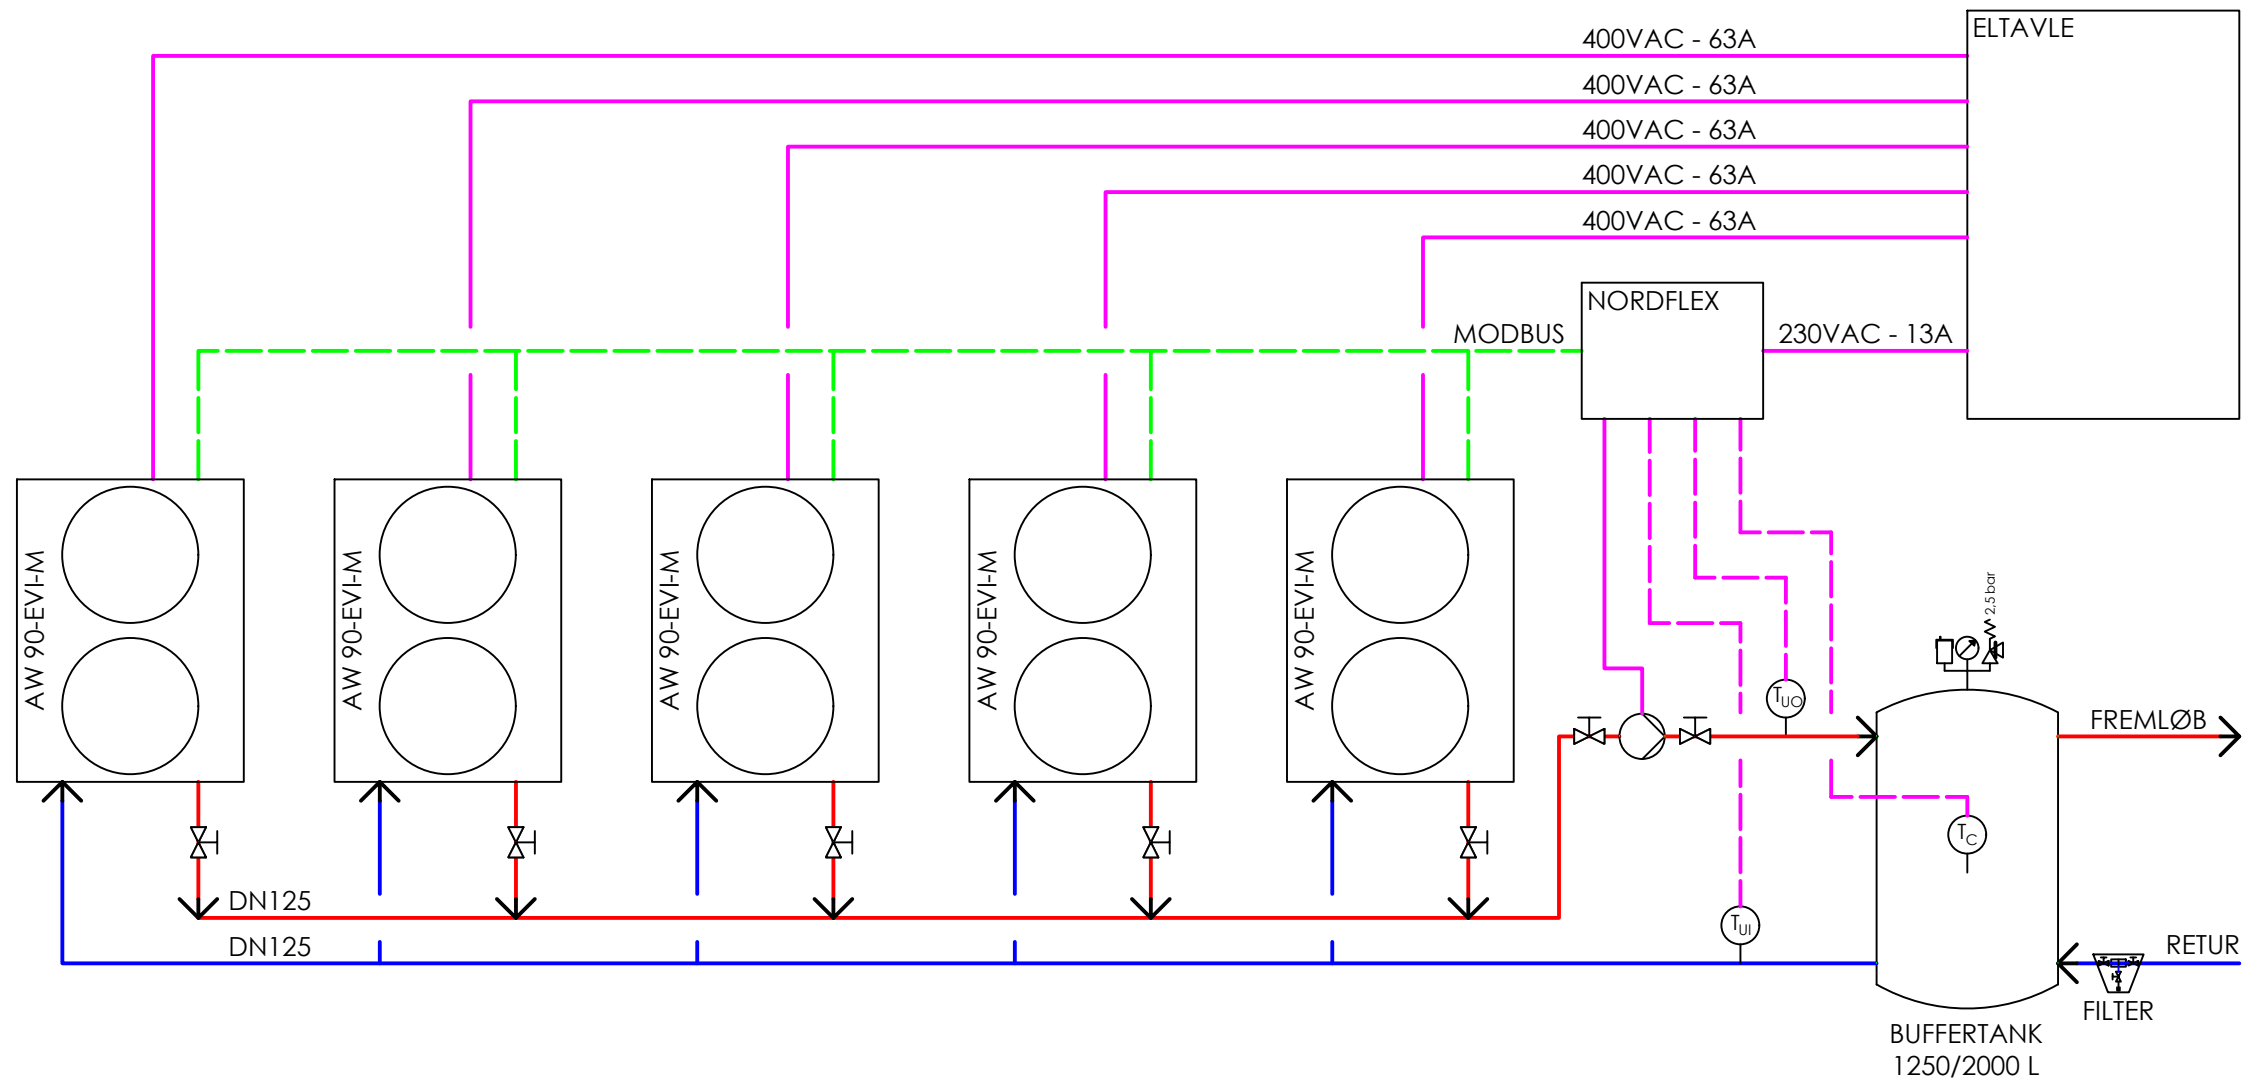 400VAC - 63A
ELTAVLE
400VAC - 63A
400VAC - 63A
400VAC - 63A
400VAC - 63A
NORDFLEX
MODBUS
230VAC - 13A
AW 90-EVI-M
AW 90-EVI-M
AW 90-EVI-M
AW 90-EVI-M
AW 90-EVI-M
2,5 bar
TUO
FREMLØB
TC
DN125
TUI
DN125
RETUR
FILTER
BUFFERTANK
1250/2000 L